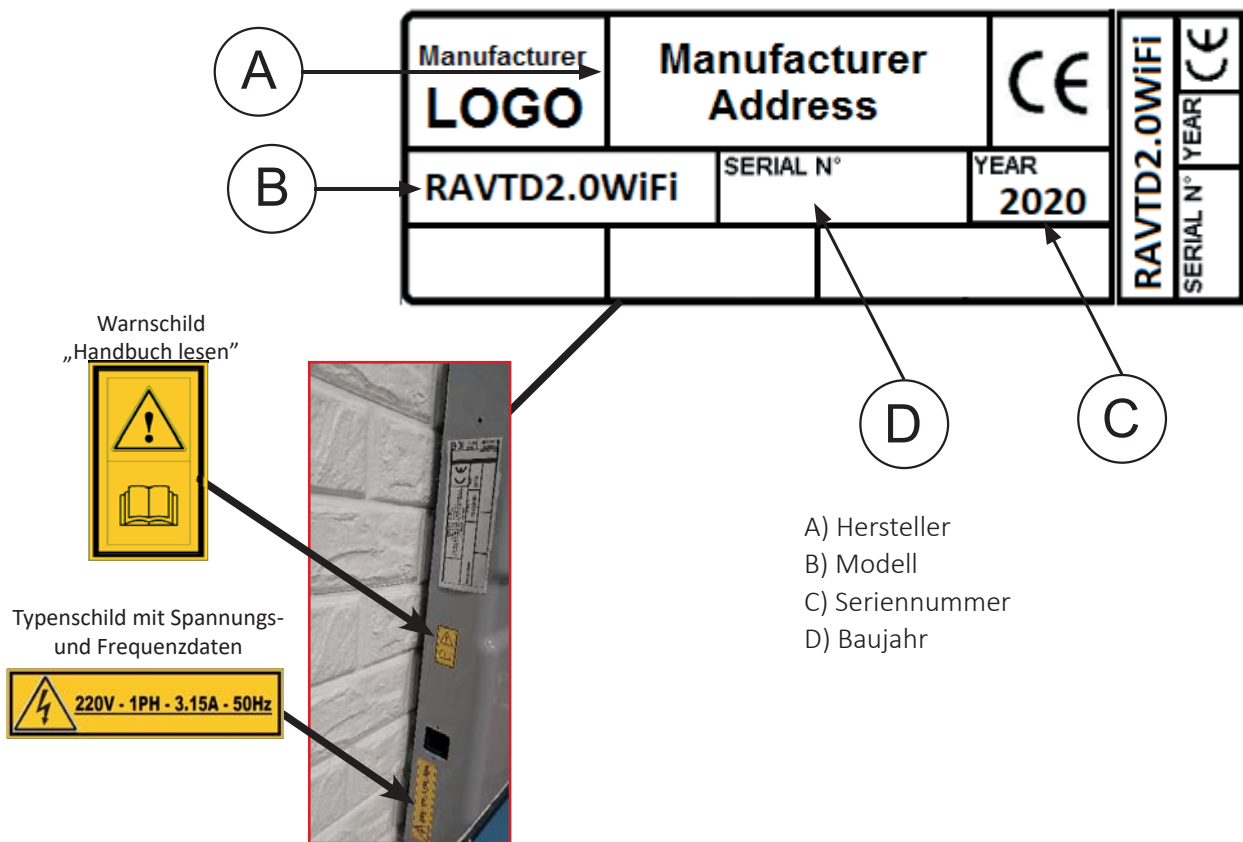 Manufacturer
LOGO
Manufacturer
Address
CE
A
B
RAVTD2.0WiFi
SERIAL N°
YEAR
2020
RAVTD2.0WiFi
SERIAL N°
YEAR
CE
Warnschild
„Handbuch lesen”
D
C
A) Hersteller
B) Modell
C) Seriennummer
D) Baujahr
Typenschild mit Spannungs-
und Frequenzdaten
220V - 1PH - 3.15A - 50Hz